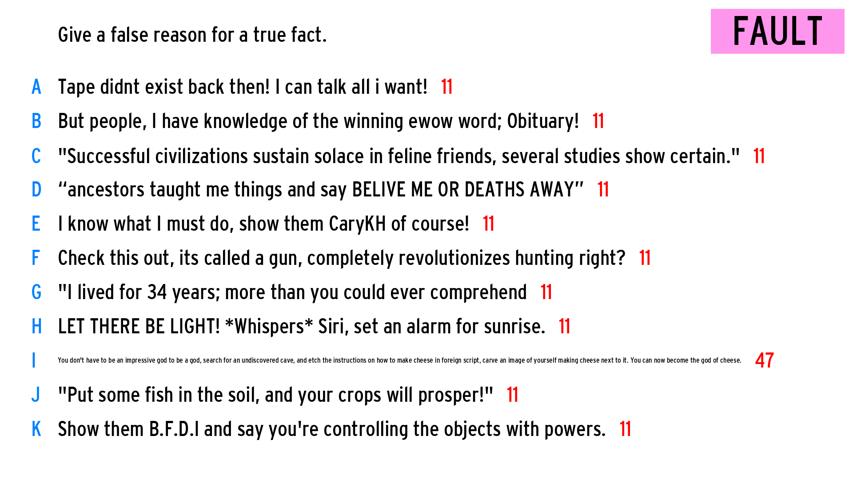 Give a false reason for a true fact.
FAULT
A Tape didnt exist back then! I can talk all i want! 11
B But people, I have knowledge of the winning ewow word; Obituary! 11
C "Successful civilizations sustain solace in feline friends, several studies show certain." 11
D “ancestors taught me things and say BELIVE ME OR DEATHS AWAY” 11
E I know what I must do, show them CaryKH of course! 11
F Check this out, its called a gun, completely revolutionizes hunting right? 11
G "I lived for 34 years; more than you could ever comprehend 11
H LET THERE BE LIGHT! *Whispers* Siri, set an alarm for sunrise. 11
I You don't have to be an impressive god to be a god, search for an undiscovered cave, and etch the instructions on how to make cheese in foreign script, carve an image of yourself making cheese next to it. You can now become the god of cheese. 47
J "Put some fish in the soil, and your crops will prosper!" 11
K Show them B.F.D.I and say you're controlling the objects with powers. 11